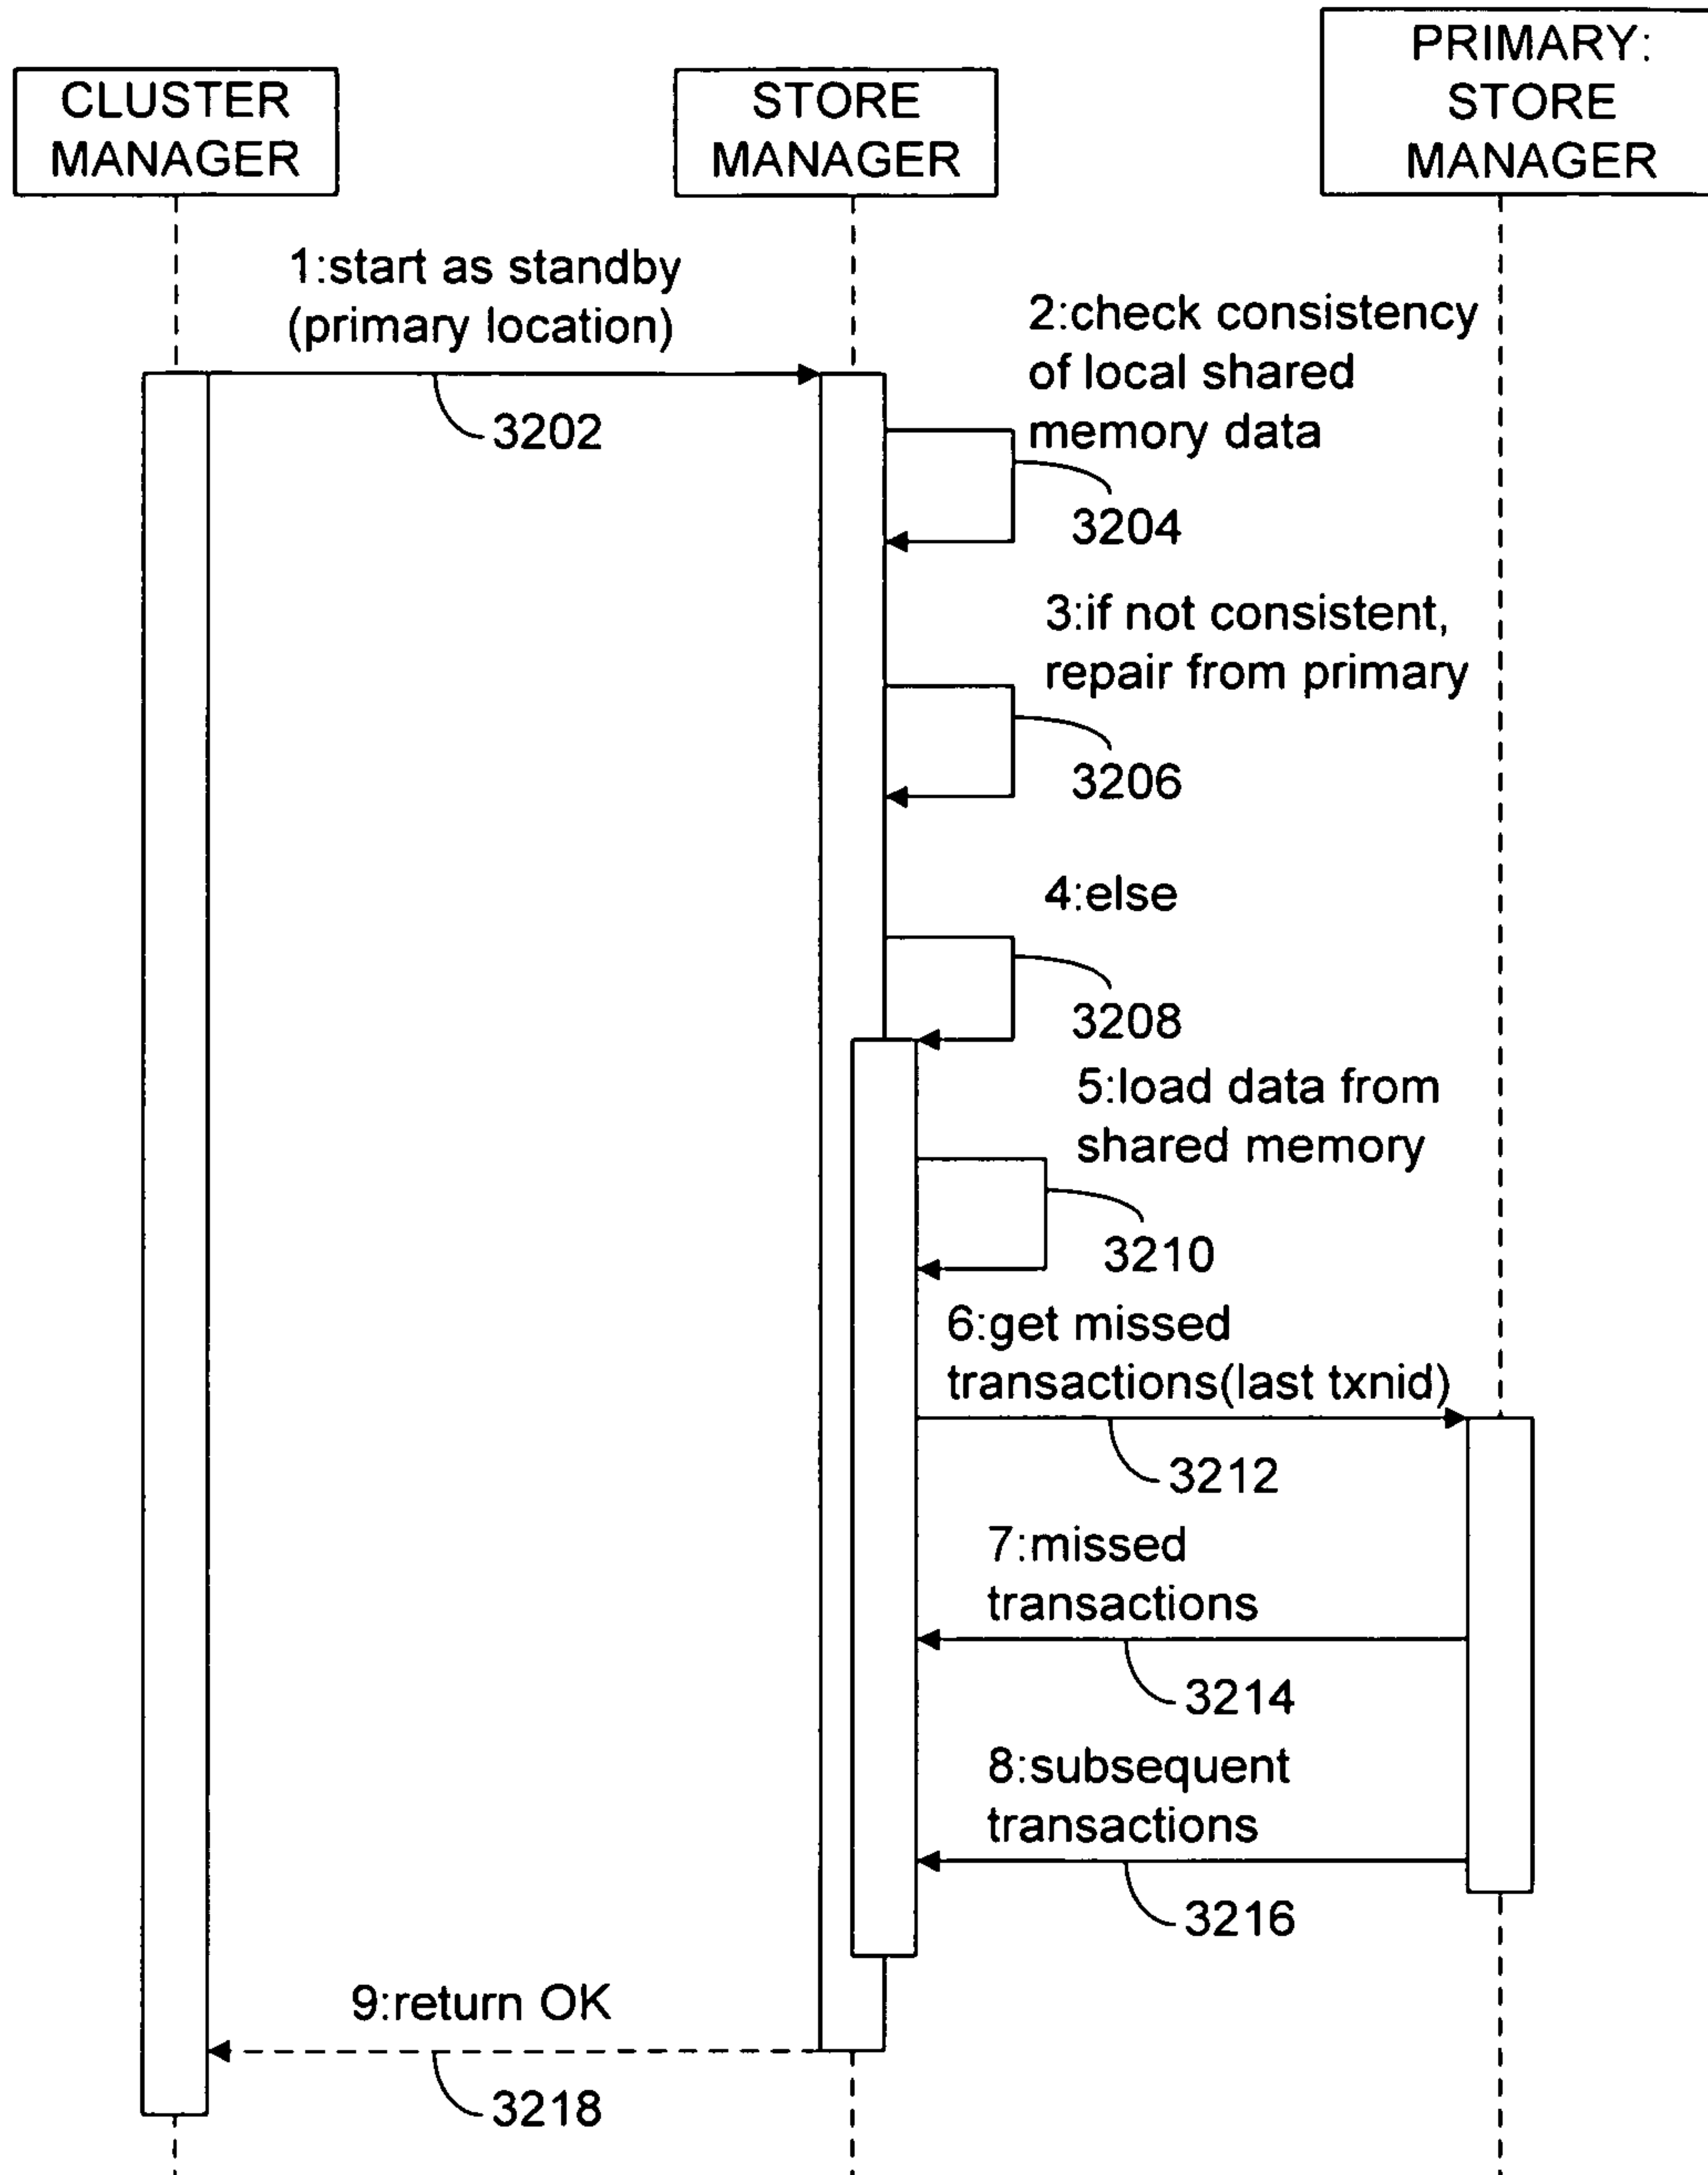 CLUSTER
MANAGER
STORE
MANAGER
PRIMARY:
STORE
MANAGER
1:start as standby
(primary location)
3202
2:check consistency
of local shared
memory data
3204
3:if not consistent,
repair from primary
3206
4:else
3208
5:load data from
shared memory
3210
6:get missed
transactions(last txnid)
3212
7:missed
transactions
3214
8:subsequent
transactions
3216
9:return OK
3218